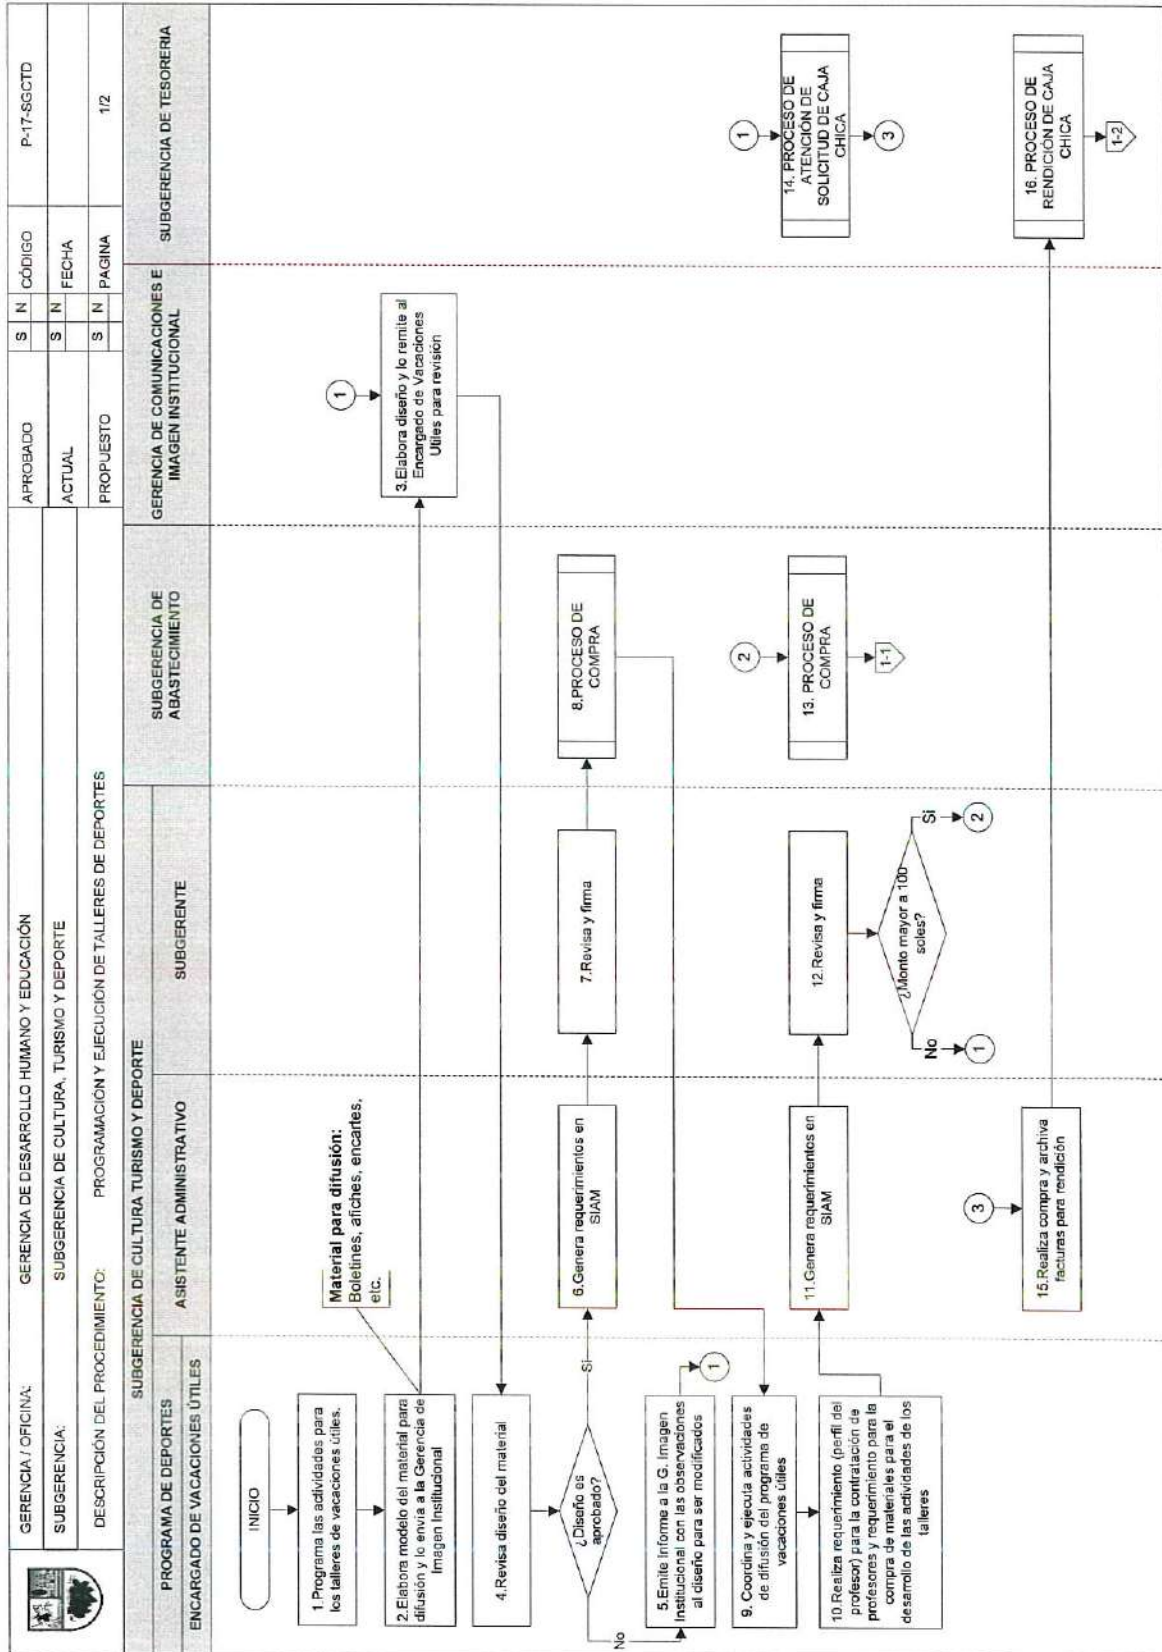 GERENCIA / OFICINA:
GERENCIA DE DESARROLLO HUMANO Y EDUCACIÓN
APROBADO
S
N
CÓDIGO
P-17-SGCTD
SUBGERENCIA:
SUBGERENCIA DE CULTURA, TURISMO Y DEPORTE
ACTUAL
S
N
FECHA
DESCRIPCIÓN DEL PROCEDIMIENTO:
PROGRAMACIÓN Y EJECUCIÓN DE TALLERES DE DEPORTES
PROPUESTO
S
N
PAGINA
1/2
SUBGERENCIA DE CULTURA TURISMO Y DEPORTE
PROGRAMA DE DEPORTES
ENCARGADO DE VACACIONES ÚTILES
ASISTENTE ADMINISTRATIVO
SUBGERENTE
SUBGERENCIA DE
ABASTECIMIENTO
GERENCIA DE COMUNICACIONES E
IMAGEN INSTITUCIONAL
SUBGERENCIA DE TESORERIA
INICIO
1.Programa las actividades para
los talleres de vacaciones útiles.
2.Elabora modelo del material para
difusión y lo envía a la Gerencia de
Imagen Institucional
Material para difusión:
Boletines, afiches, encartes,
etc.
1
3.Elabora diseño y lo remite al
Encargado de Vacaciones
Utiles para revisión
4.Revisa diseño del material
¿Diseño es
aprobado?
Si
No
5.Emite Informe a la G. Imagen
Institucional con las observaciones
al diseño para ser modificados
1
6.Genera requerimientos en
SIAM
7.Revisa y firma
8.PROCESO DE
COMPRA
9. Coordina y ejecuta actividades
de difusión del programa de
vacaciones útiles
10.Realiza requerimiento (perfil del
profesor) para la contratación de
profesores y requerimiento para la
compra de materiales para el
desarrollo de las actividades de los
talleres
11.Genera requerimientos en
SIAM
12.Revisa y firma
¿Monto mayor a 100
soles?
No
1
Si
2
2
13. PROCESO DE
COMPRA
1-1
1
14. PROCESO DE
ATENCIÓN DE
SOLICITUD DE CAJA
CHICA
3
3
15.Realiza compra y archiva
facturas para rendición
16. PROCESO DE
RENDICIÓN DE CAJA
CHICA
1-2